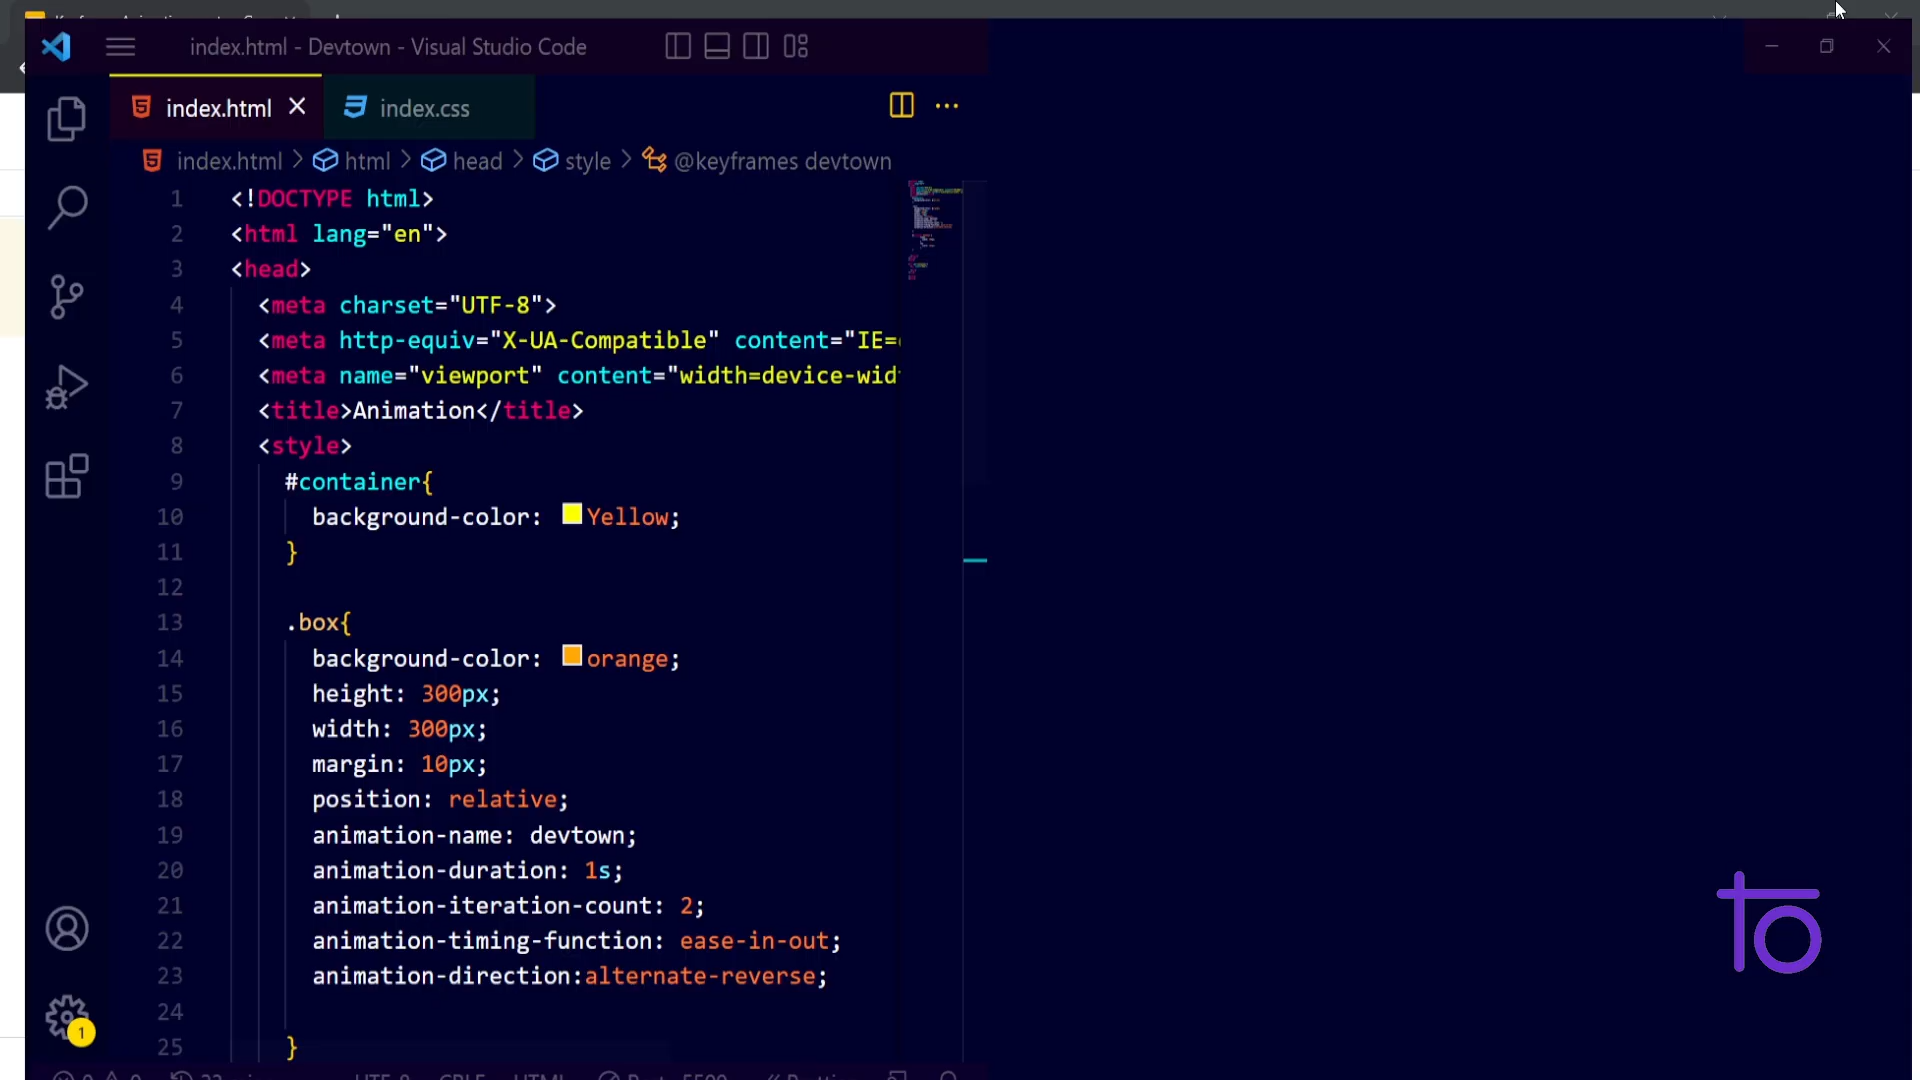 index.html - Devtown - Visual Studio Code
index.html
index.css
index.html > html > head > style > @keyframes devtown
1 <!DOCTYPE html>
2 <html lang="en">
3 <head>
4 <meta charset="UTF-8">
5 <meta http-equiv="X-UA-Compatible" content="IE=
6 <meta name="viewport" content="width=device-wid
7 <title>Animation</title>
8 <style>
9 #container{
10 background-color: Yellow;
11 }
12
13 .box{
14 background-color: orange;
15 height: 300px;
16 width: 300px;
17 margin: 10px;
18 position: relative;
19 animation-name: devtown;
20 animation-duration: 1s;
21 animation-iteration-count: 2;
22 animation-timing-function: ease-in-out;
23 animation-direction:alternate-reverse;
24
25 }
1